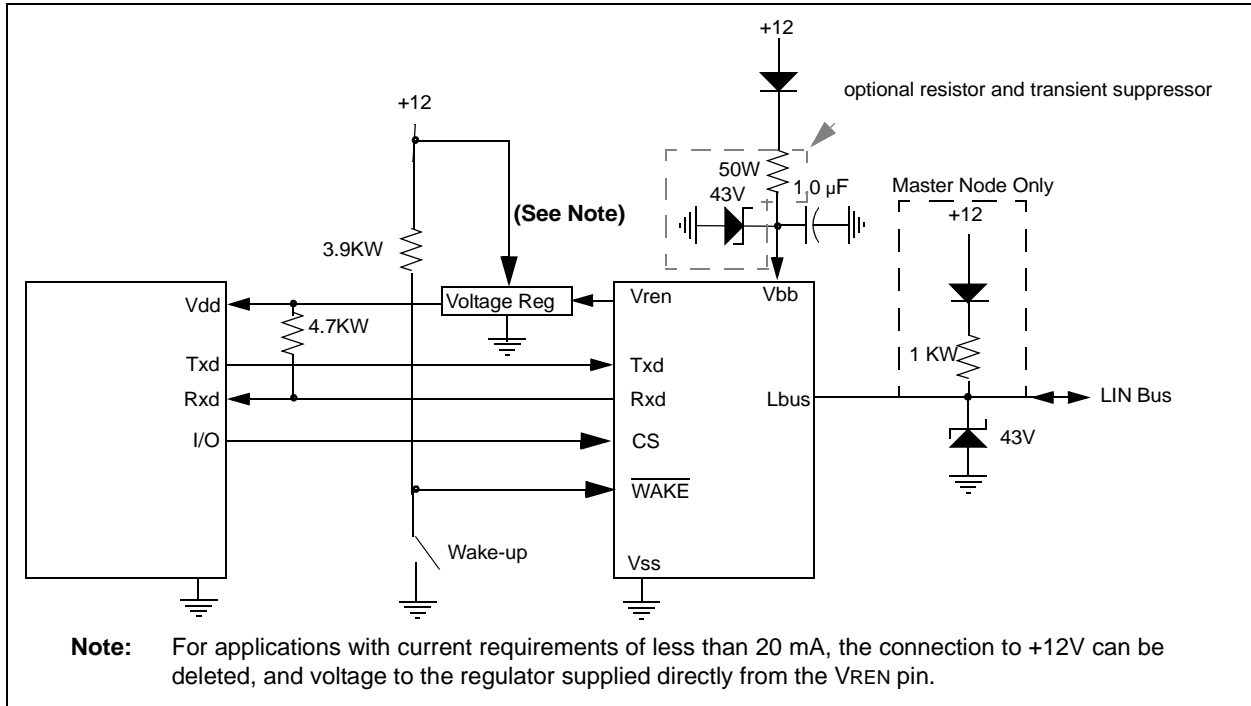 +12
optional resistor and transient suppressor
+12
50W
1.0 µF
43V
Master Node Only
+12
(See Note)
3.9KW
Vdd
Voltage Reg
Vren
Vbb
4.7KW
1 KW
Txd
Txd
Rxd
Rxd
Lbus
LIN Bus
I/O
CS
43V
WAKE
Wake-up
Vss
Note: For applications with current requirements of less than 20 mA, the connection to +12V can be
deleted, and voltage to the regulator supplied directly from the VREN pin.